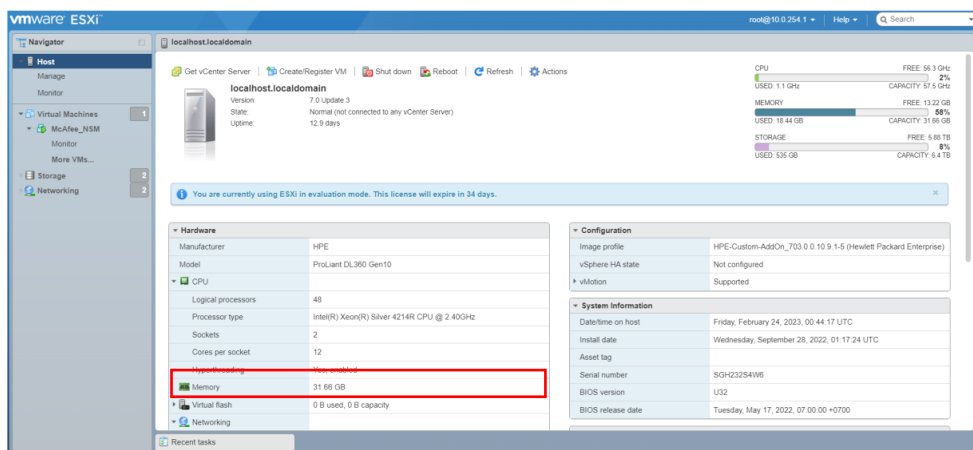 vmware ESXi™
root@10.0.254.1 Help Search
Navigator
localhost.localdomain
Host
Manage
Monitor
Virtual Machines 1
McAfee_NSM
Monitor
More VMs...
Storage 2
Networking 2
Get vCenter Server Create/Register VM Shut down Reboot Refresh Actions
localhost.localdomain
Version: 7.0 Update 3
State: Normal (not connected to any vCenter Server)
Uptime: 12.9 days
CPU FREE: 56.3 GHz
2%
USED: 1.1 GHz CAPACITY: 57.5 GHz
MEMORY FREE: 13.22 GB
58%
USED: 18.44 GB CAPACITY: 31.66 GB
STORAGE FREE: 5.88 TB
8%
USED: 535 GB CAPACITY: 6.4 TB
You are currently using ESXi in evaluation mode. This license will expire in 34 days.
Hardware
Manufacturer HPE
Model ProLiant DL360 Gen10
CPU
Logical processors 48
Processor type Intel(R) Xeon(R) Silver 4214R CPU @ 2.40GHz
Sockets 2
Cores per socket 12
Hyperthreading Yes, enabled
Memory 31.66 GB
Virtual flash 0 B used, 0 B capacity
Networking
Configuration
Image profile HPE-Custom-AddOn_703.0.0.10.9.1-5 (Hewlett Packard Enterprise)
vSphere HA state Not configured
vMotion Supported
System Information
Date/time on host Friday, February 24, 2023, 00:44:17 UTC
Install date Wednesday, September 28, 2022, 01:17:24 UTC
Asset tag
Serial number SGH232S4W6
BIOS version U32
BIOS release date Tuesday, May 17, 2022, 07:00:00 +0700
Recent tasks